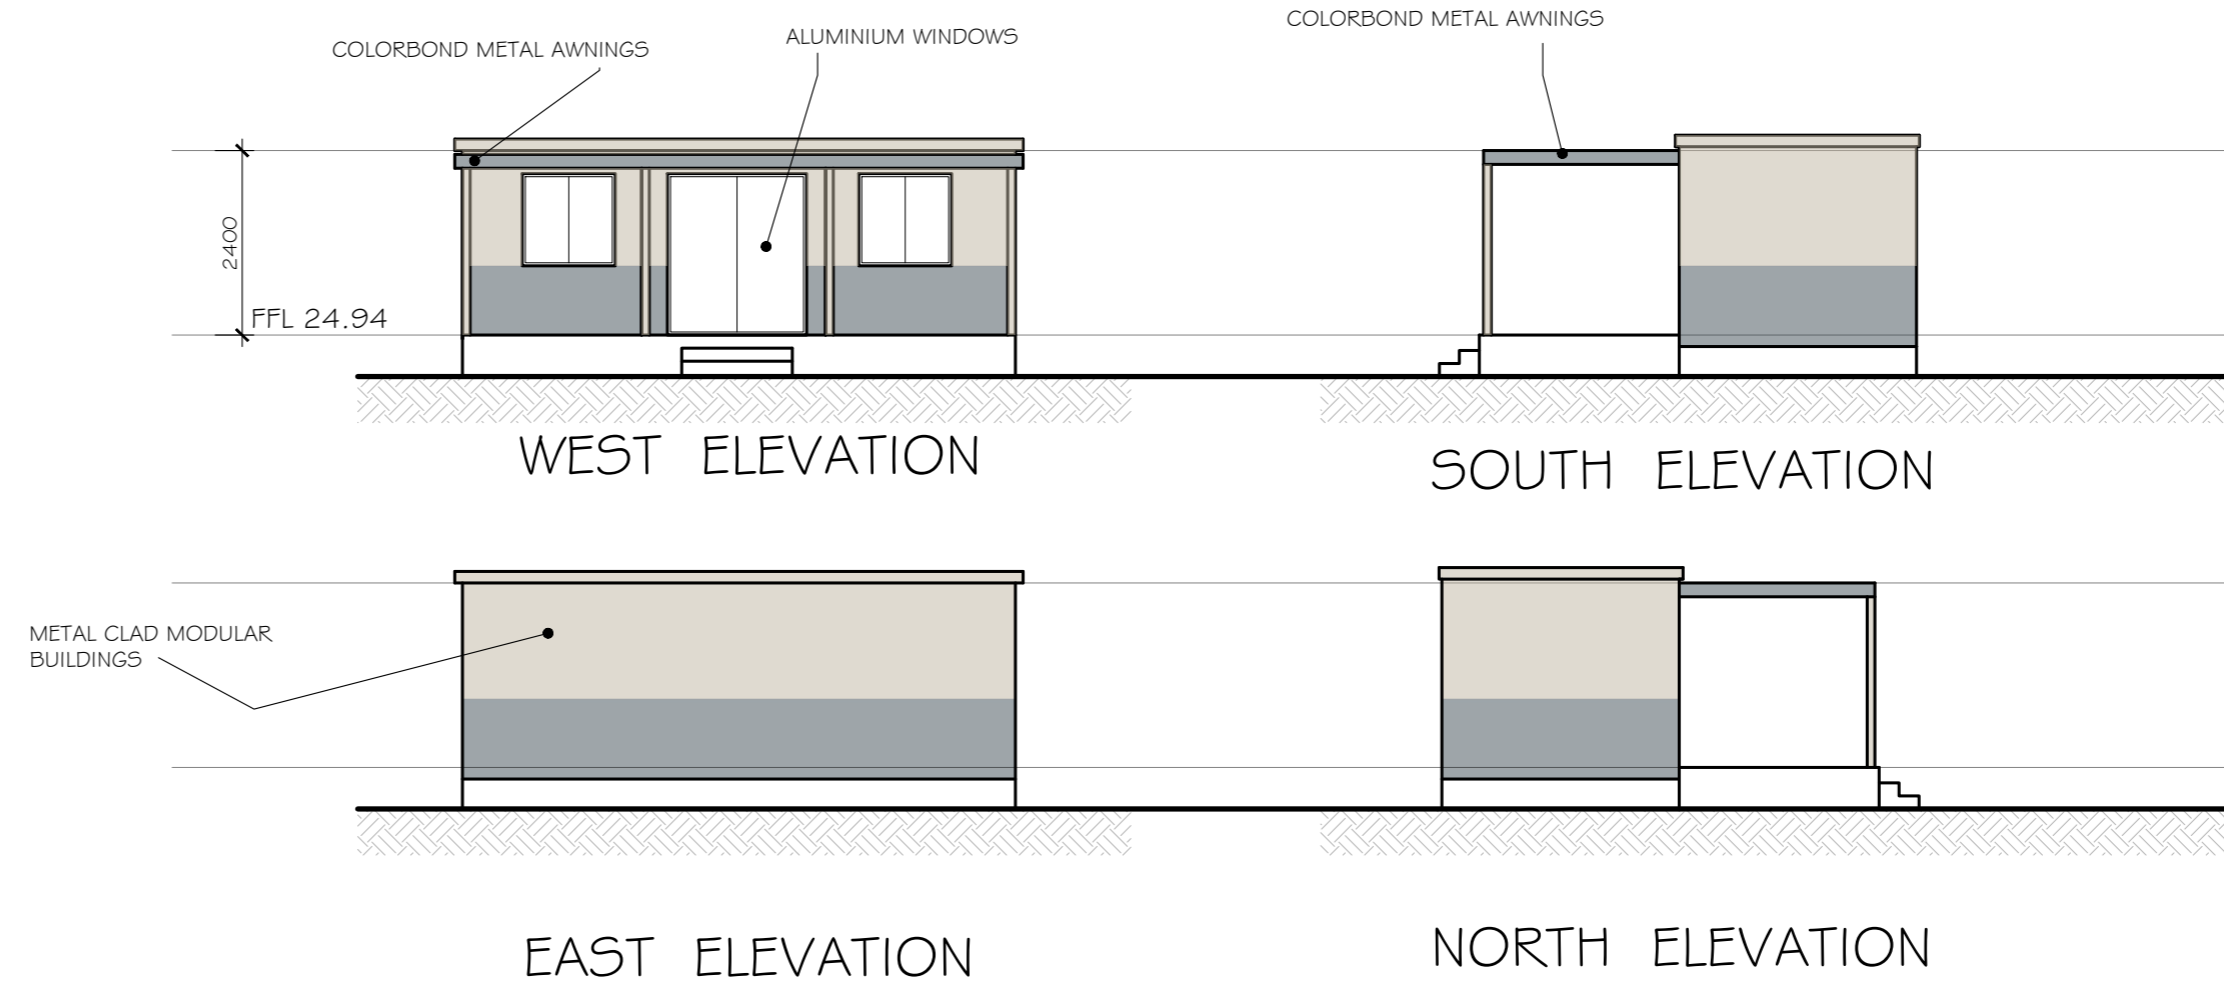 COLORBOND METAL AWNINGS
ALUMINIUM WINDOWS
COLORBOND METAL AWNINGS
2400
FFL 24.94
WEST ELEVATION
SOUTH ELEVATION
METAL CLAD MODULAR
BUILDINGS
EAST ELEVATION
NORTH ELEVATION